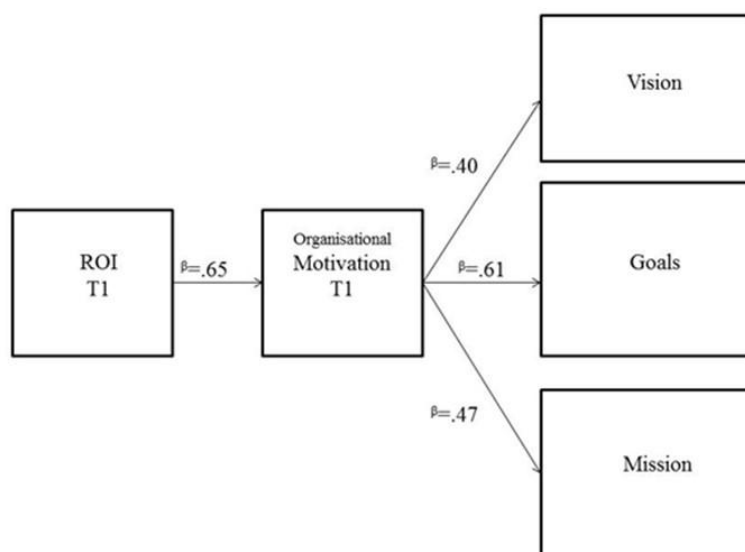 Vision
β=.40
ROI
T1
β=.65
Organisational
Motivation
T1
β=.61
Goals
β=.47
Mission